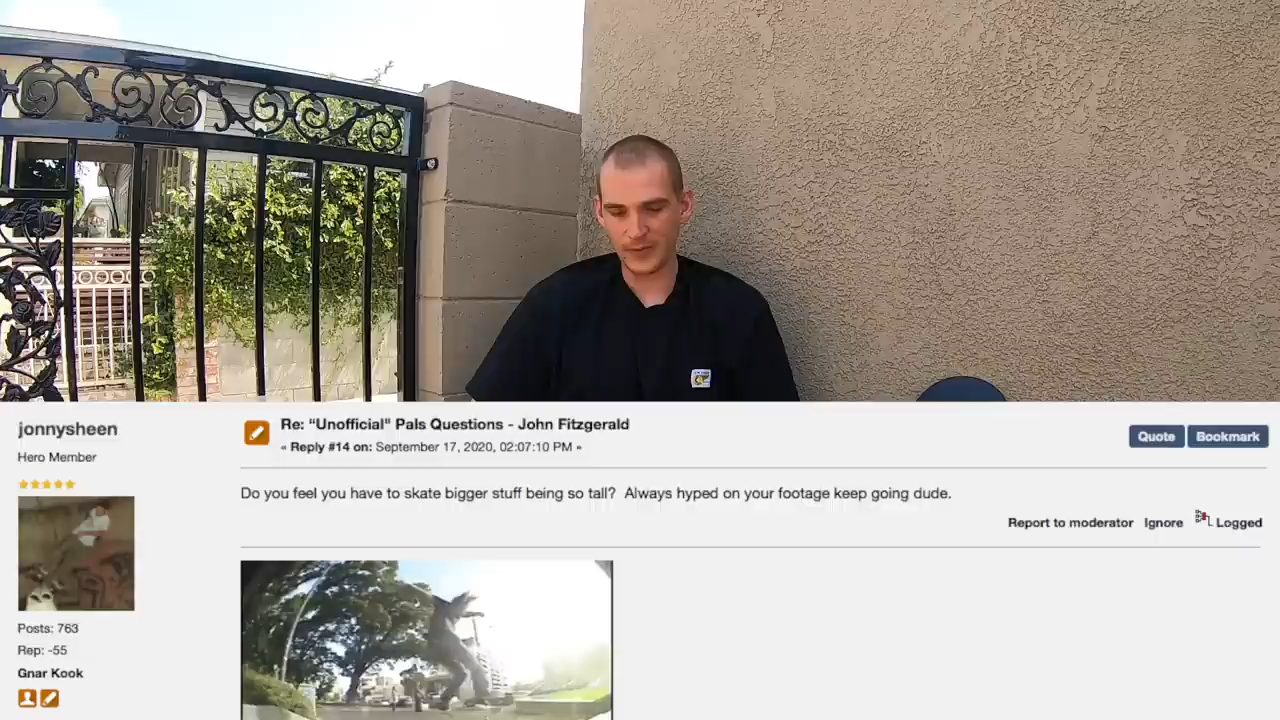 jonnysheen
Hero Member
Posts: 763
Rep: -55
Gnar Kook
Re: “Unofficial" Pals Questions - John Fitzgerald
« Reply #14 on: September 17, 2020, 02:07:10 PM »
Quote Bookmark
Do you feel you have to skate bigger stuff being so tall?  Always hyped on your footage keep going dude.
Report to moderator Ignore Logged